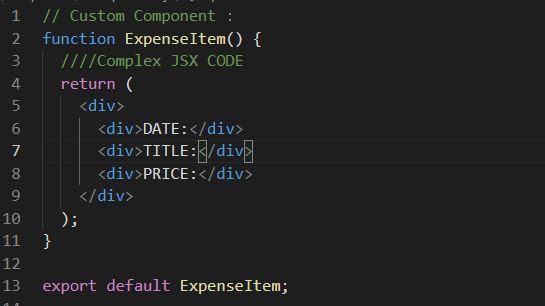 1 // Custom Component :
2 function ExpenseItem() {
3 ////Complex JSX CODE
4 return (
5 <div>
6 <div>DATE:</div>
7 <div>TITLE:</div>
8 <div>PRICE:</div>
9 </div>
10 );
11 }
12
13 export default ExpenseItem;